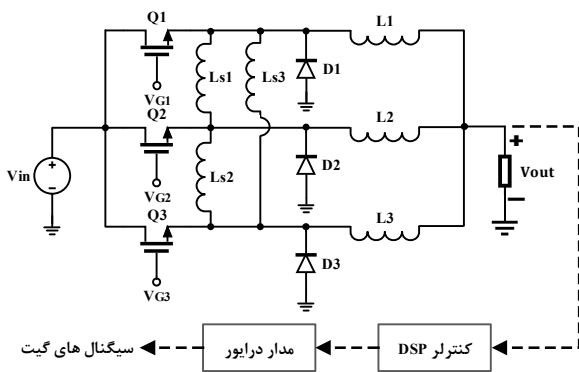 Q1
L1
Ls1
Ls3
D1
VG1
Q2
L2
Vin
+
−
Ls2
D2
VG2
+
Vout
−
Q3
L3
D3
VG3
سیگنال های گیت
مدار درایور
کنترلر DSP